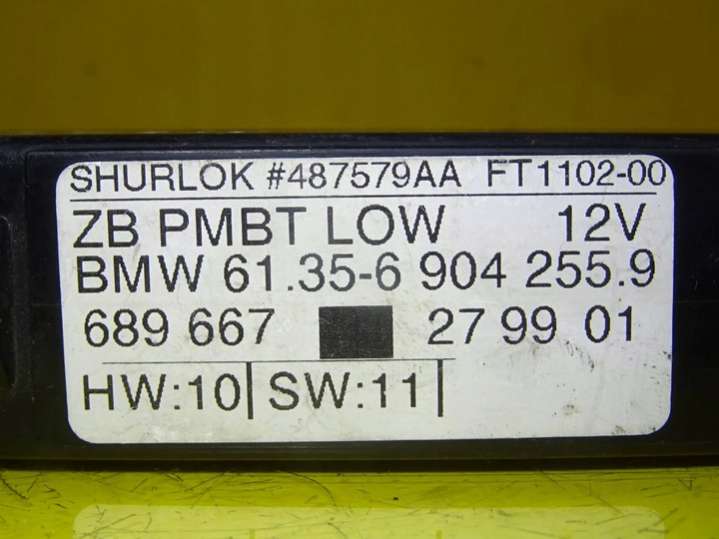 SHURLOK #487579AA FT1102-00
ZB PMBT LOW 12V
BMW 61.35-6 904 255.9
689 667 27 99 01
HW:10 SW:11